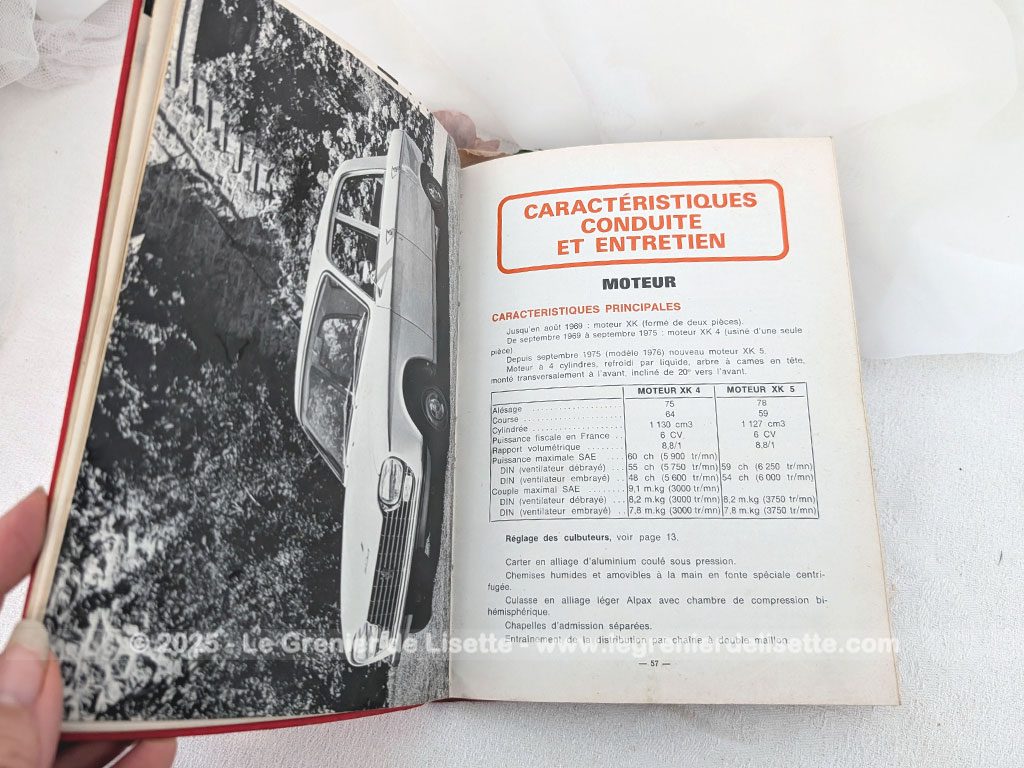 CARACTÉRISTIQUES
CONDUITE
ET ENTRETIEN
MOTEUR
CARACTERISTIQUES PRINCIPALES
Jusqu'en août 1969 : moteur XK (formé de deux pièces).
De septembre 1969 à septembre 1975 : moteur XK 4 (usiné d'une seule
pièce)
Depuis septembre 1975 (modèle 1976) nouveau moteur XK 5.
Moteur à 4 cylindres, refroidi par liquide, arbre à cames en tête,
monté transversalement à l'avant, incliné de 20° vers l'avant.
MOTEUR XK 4 MOTEUR XK 5
Alésage .................... 75 78
Course .................... 64 59
Cylindrée .................. 1 130 cm3 1 127 cm3
Puissance fiscale en France .. 6 CV 6 CV
Rapport volumétrique ....... 8,8/1 8,8/1
Puissance maximale SAE .... 60 ch (5 900 tr/mn)
DIN (ventilateur débrayé) ... 55 ch (5 750 tr/mn) 59 ch (6 250 tr/mn)
DIN (ventilateur embrayé) .. 48 ch (5 600 tr/mn) 54 ch (6 000 tr/mn)
Couple maximal SAE ........ 9,1 m.kg (3000 tr/mn)
DIN (ventilateur débrayé) ... 8,2 m.kg (3000 tr/mn) 8,2 m.kg (3750 tr/mn)
DIN (ventilateur embrayé) .. 7,8 m.kg (3000 tr/mn) 7,8 m.kg (3750 tr/mn)
Réglage des culbuteurs, voir page 13.
Carter en alliage d'aluminium coulé sous pression.
Chemises humides et amovibles à la main en fonte spéciale centri-
fugée.
Culasse en alliage léger Alpax avec chambre de compression bi-
hémisphérique.
Chapelles d'admission séparées.
Entraînement de la distribution par chaîne à double maillon.
© 2025 - Le Grenier de Lisette - www.legrenierdelisette.com
— 57 —